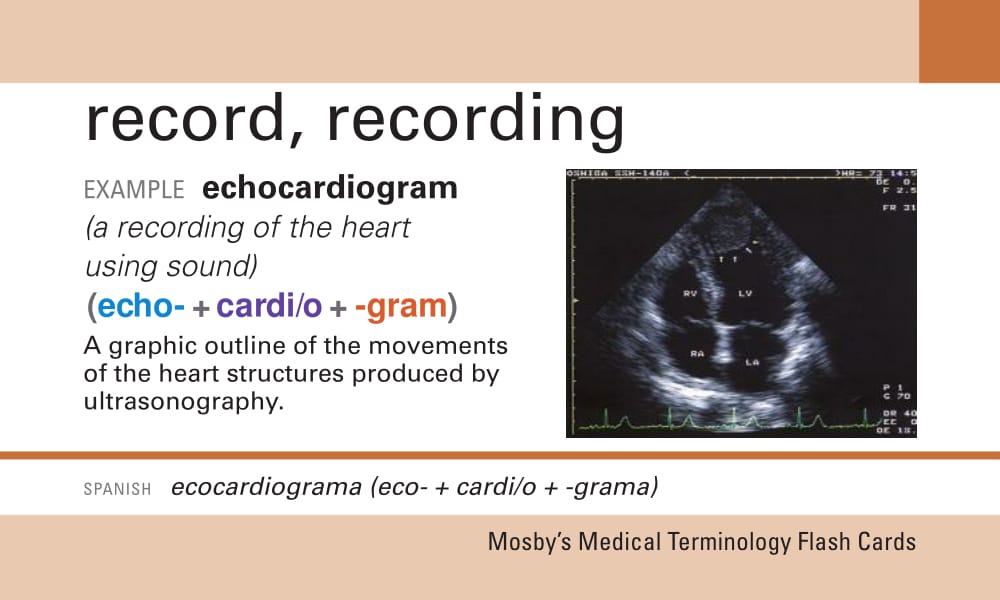 record, recording
EXAMPLE echocardiogram
(a recording of the heart
using sound)
(echo- + cardi/o + -gram)
A graphic outline of the movements
of the heart structures produced by
ultrasonography.
OSHIBA SSH-140A < >HR= 73 14:5
DE 0.
F 2.5
FR 31
T T
RV LV
RA LA
P 1
G 70
DR 40
EE 0
DE 18.
SPANISH ecocardiograma (eco- + cardi/o + -grama)
Mosby's Medical Terminology Flash Cards